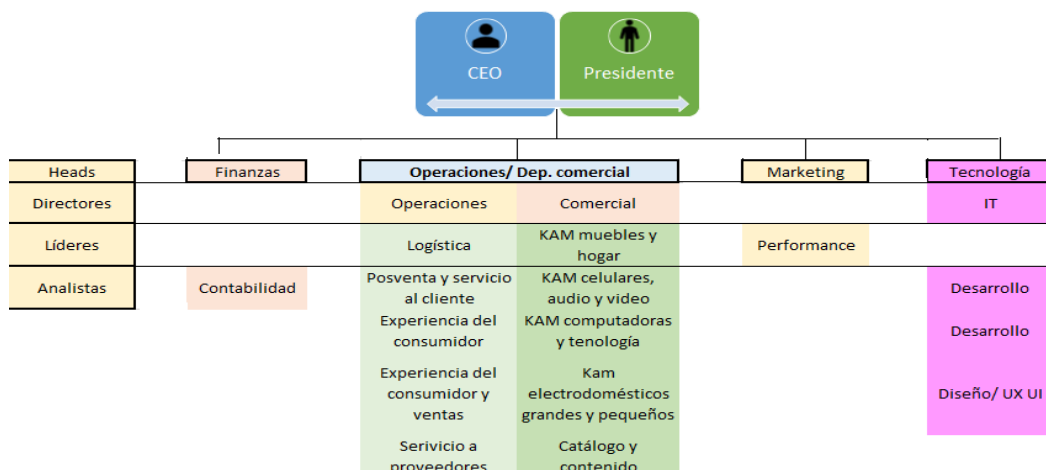 CEO
Presidente
Heads
Finanzas
Operaciones/ Dep. comercial
Marketing
Tecnología
Directores
Operaciones
Comercial
IT
Líderes
Logística
KAM muebles y
hogar
Performance
Analistas
Contabilidad
Posventa y servicio
al cliente
KAM celulares,
audio y video
Desarrollo
Experiencia del
consumidor
KAM computadoras
y tenología
Desarrollo
Experiencia del
consumidor y
ventas
Kam
electrodomésticos
grandes y pequeños
Diseño/ UX UI
Serivicio a
proveedores
Catálogo y
contenido